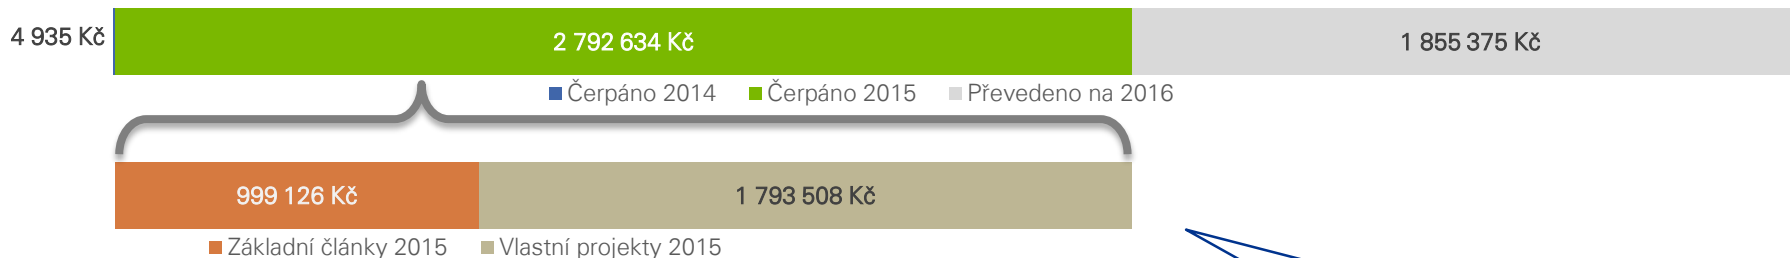 4 935 Kč 2 792 634 Kč 1 855 375 Kč
Čerpáno 2014 Čerpáno 2015 Převedeno na 2016
999 126 Kč 1 793 508 Kč
Základní články 2015 Vlastní projekty 2015